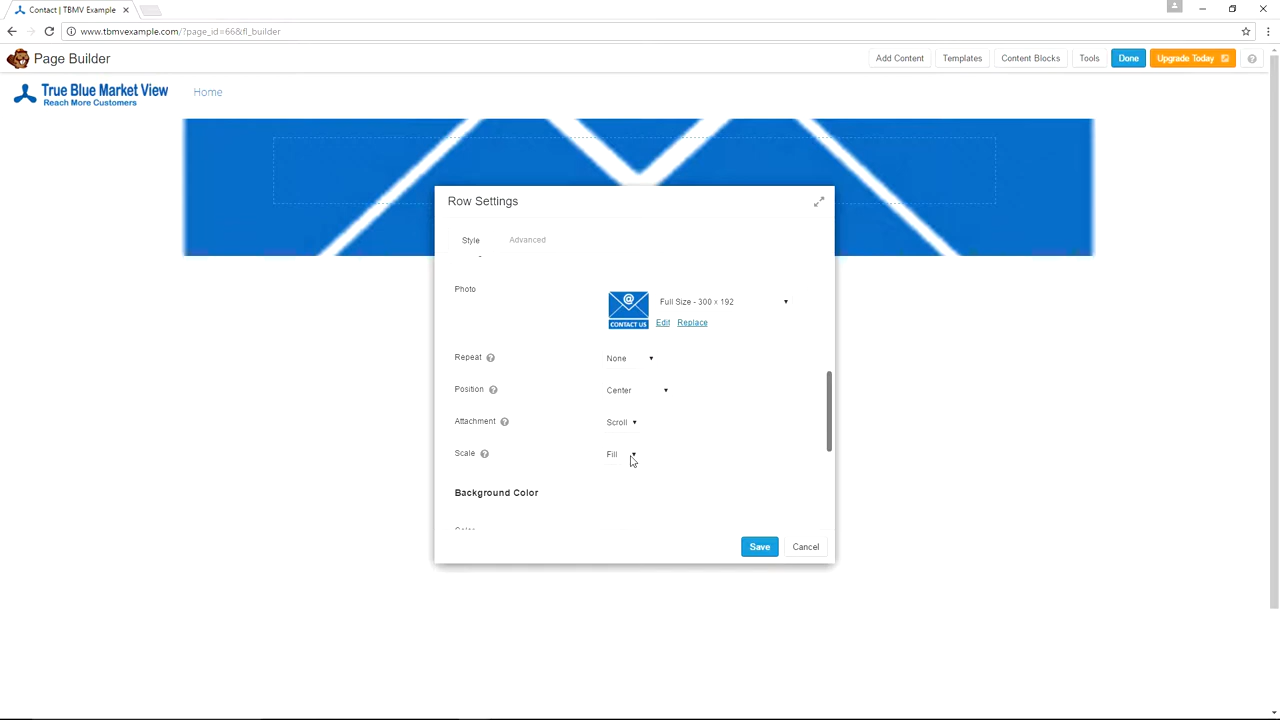 Contact | TBMV Example
www.tbmvexample.com/?page_id=66&fl_builder
Page Builder
Add Content
Templates
Content Blocks
Tools
Done
Upgrade Today
True Blue Market View
Reach More Customers
Home
Row Settings
Style
Advanced
Photo
@
CONTACT US
Full Size - 300 x 192
Edit
Replace
Repeat
None
Position
Center
Attachment
Scroll
Scale
Fill
Background Color
Save
Cancel